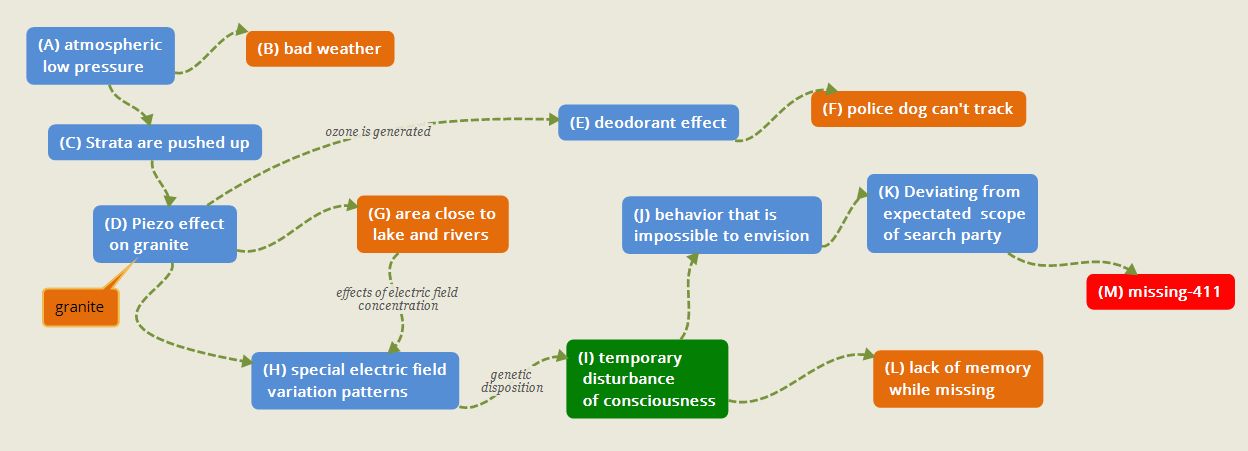 (A) atmospheric
low pressure
(B) bad weather
(C) Strata are pushed up
ozone is generated
(E) deodorant effect
(F) police dog can't track
(D) Piezo effect
on granite
granite
(G) area close to
lake and rivers
effects of electric field
concentration
(H) special electric field
variation patterns
genetic
disposition
(I) temporary
disturbance
of consciousness
(J) behavior that is
impossible to envision
(K) Deviating from
expectated scope
of search party
(L) lack of memory
while missing
(M) missing-411